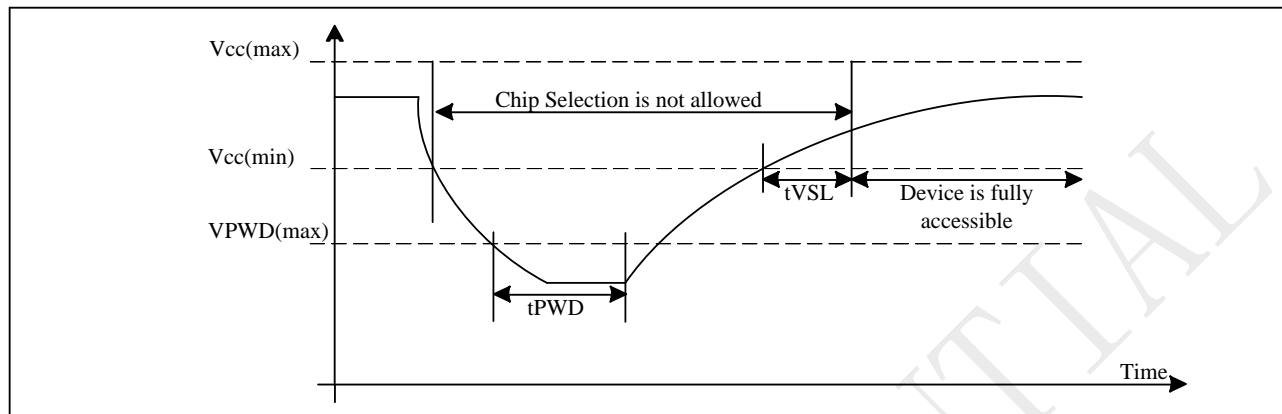 Vcc(max)
Chip Selection is not allowed
Vcc(min)
tVSL
Device is fully
accessible
VPWD(max)
tPWD
Time